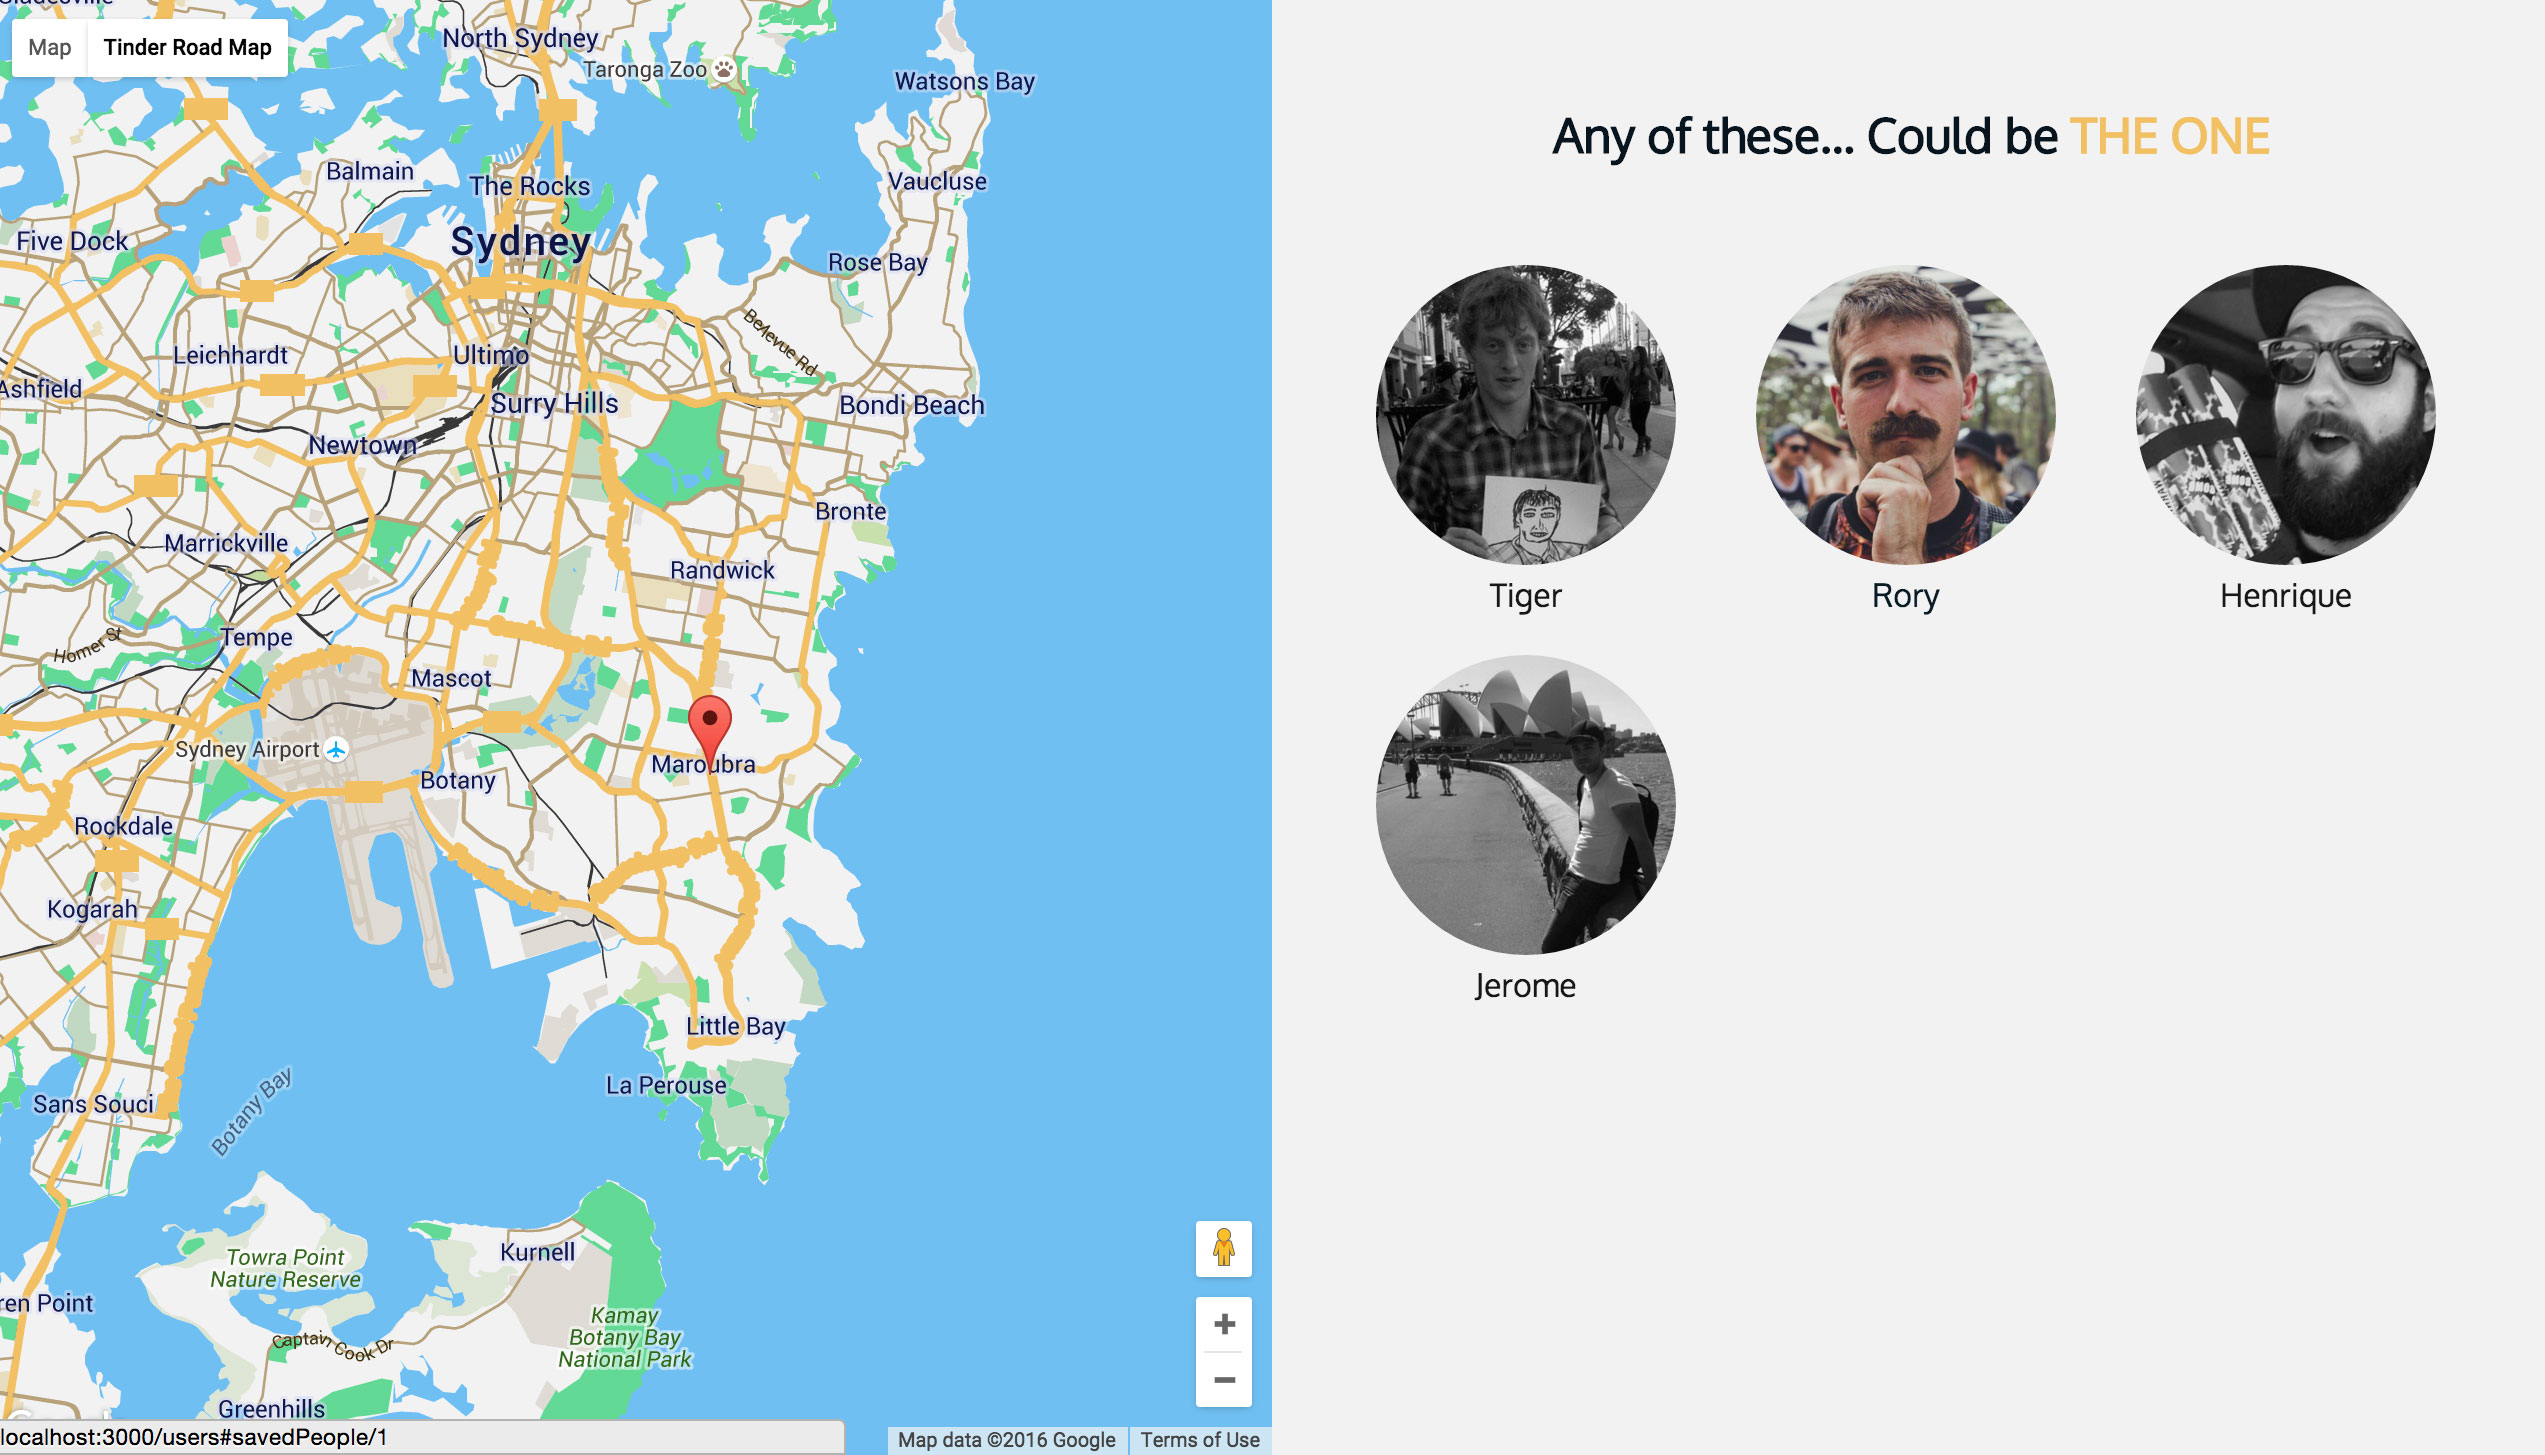 Map
Tinder Road Map
North Sydney
Taronga Zoo
Watsons Bay
Balmain
The Rocks
Vaucluse
Five Dock
Sydney
Rose Bay
Bellevue Rd
Leichhardt
Ultimo
Ashfield
Surry Hills
Bondi Beach
Newtown
Bronte
Marrickville
Randwick
Homer St
Tempe
Mascot
Sydney Airport
Maroubra
Botany
Rockdale
Kogarah
Little Bay
La Perouse
Sans Souci
Botany Bay
Towra Point
Nature Reserve
Kurnell
ren Point
Kamay
Botany Bay
National Park
Captain Cook Dr
Greenhills
localhost:3000/users#savedPeople/1
Map data ©2016 Google
Terms of Use
Any of these... Could be THE ONE
Tiger
Rory
Henrique
Jerome